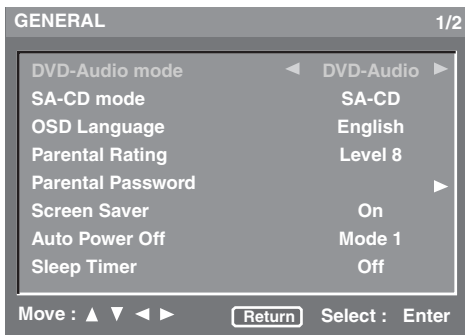 GENERAL 1/2
DVD-Audio mode ◀ DVD-Audio ▶
SA-CD mode SA-CD
OSD Language English
Parental Rating Level 8
Parental Password ▶
Screen Saver On
Auto Power Off Mode 1
Sleep Timer Off
Move : ▲ ▼ ◀ ▶ Return Select : Enter